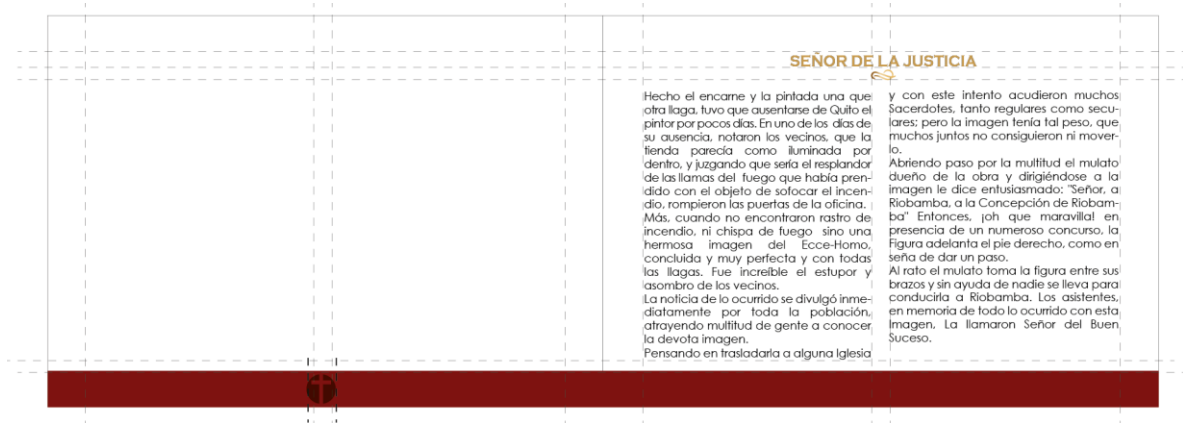 SEÑOR DE LA JUSTICIA
Hecho el encarne y la pintada una que
otra llaga, tuvo que ausentarse de Quito el
pintor por pocos días. En uno de los días de
su ausencia, notaron los vecinos, que la
tienda parecía como iluminada por
dentro, y juzgando que sería el resplandor
de las llamas del fuego que había pren-
dido con el objeto de sofocar el incen-
dio, rompieron las puertas de la oficina.
Más, cuando no encontraron rastro de
incendio, ni chispa de fuego sino una
hermosa imagen del Ecce-Homo,
concluida y muy perfecta y con todas
las llagas. Fue increíble el estupor y
asombro de los vecinos.
La noticia de lo ocurrido se divulgó inme-
diatamente por toda la población,
atrayendo multitud de gente a conocer
la devota imagen.
Pensando en trasladarla a alguna Iglesia
y con este intento acudieron muchos
Sacerdotes, tanto regulares como secu-
lares; pero la imagen tenía tal peso, que
muchos juntos no consiguieron ni mover-
lo.
Abriendo paso por la multitud el mulato
dueño de la obra y dirigiéndose a la
imagen le dice entusiasmado: "Señor, a
Riobamba, a la Concepción de Riobam-
ba" Entonces, ¡oh que maravilla! en
presencia de un numeroso concurso, la
Figura adelanta el pie derecho, como en
seña de dar un paso.
Al rato el mulato toma la figura entre sus
brazos y sin ayuda de nadie se lleva para
conducirla a Riobamba. Los asistentes,
en memoria de todo lo ocurrido con esta
Imagen, La llamaron Señor del Buen
Suceso.